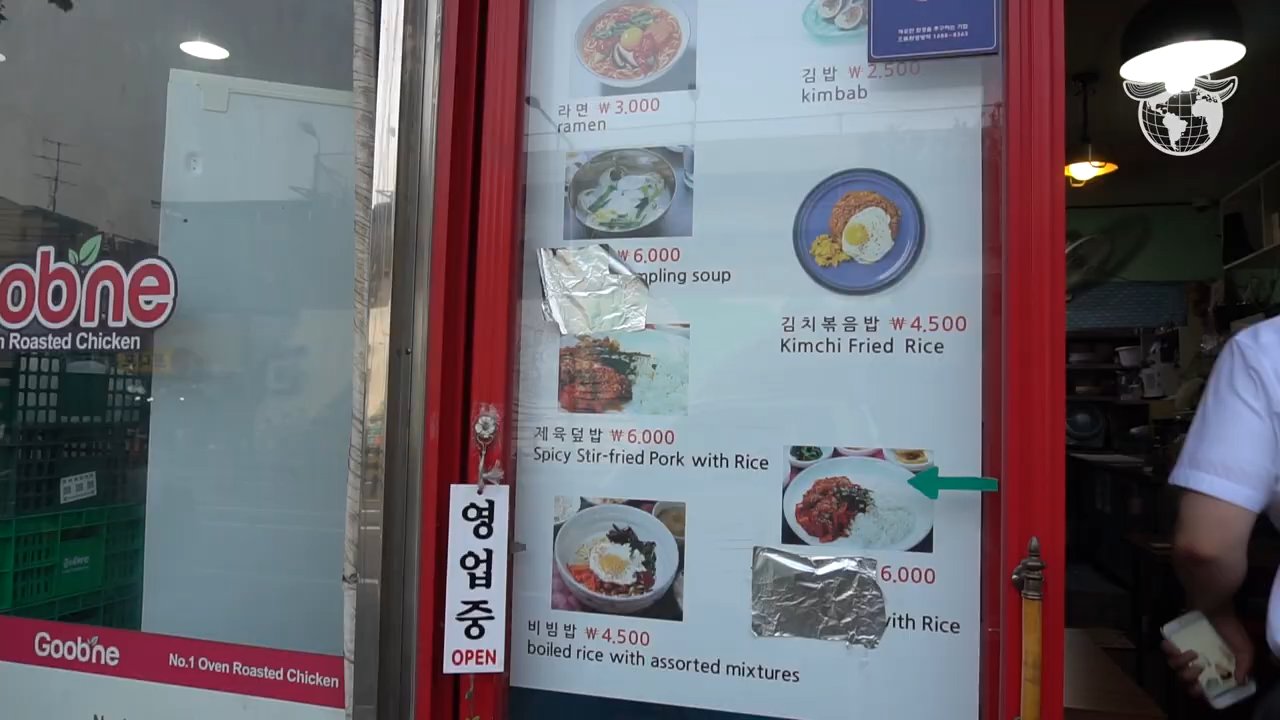 oobne
n Roasted Chicken
Goobne
No.1 Oven Roasted Chicken
영업중
OPEN
라면 ₩3,000
ramen
김밥 ₩2.500
kimbab
₩6,000
mpling soup
김치볶음밥 ₩4,500
Kimchi Fried Rice
제육덮밥 ₩6,000
Spicy Stir-fried Pork with Rice
6,000
with Rice
비빔밥 ₩4,500
boiled rice with assorted mixtures